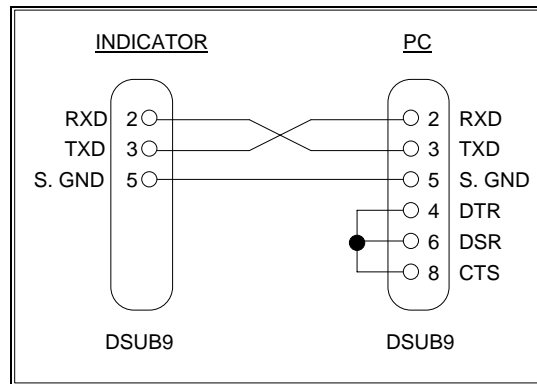 INDICATOR PC
RXD 2 2 RXD
TXD 3 3 TXD
S. GND 5 5 S. GND
4 DTR
6 DSR
8 CTS
DSUB9 DSUB9